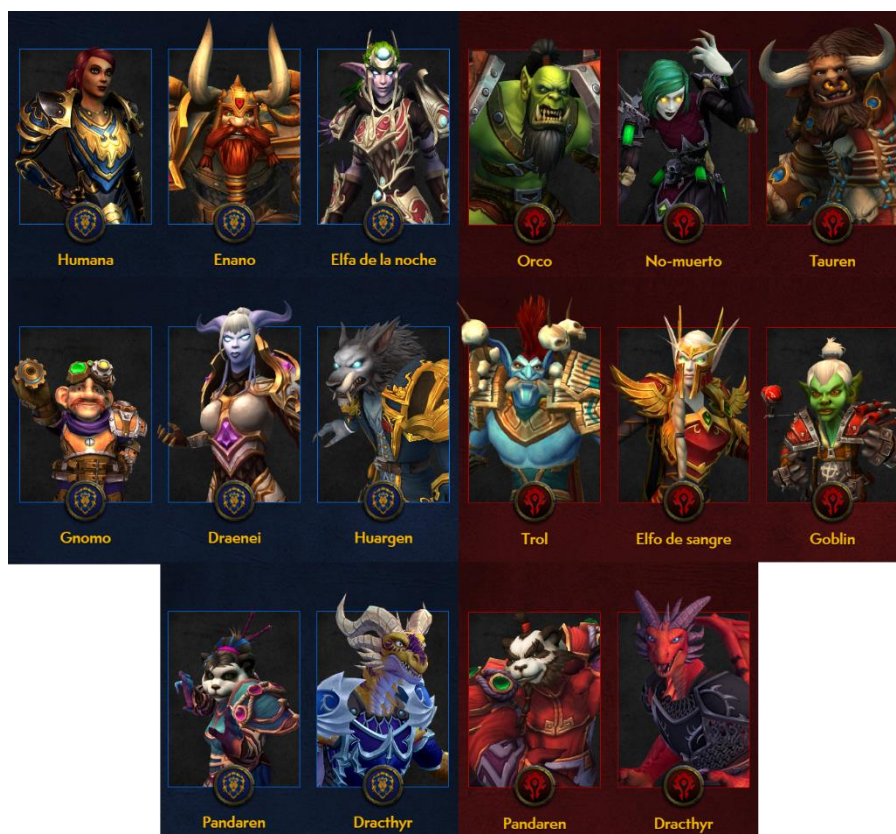 Humana
Enano
Elfa de la noche
Orco
No-muerto
Tauren
Gnomo
Draenei
Huargen
Trol
Elfo de sangre
Goblin
Pandaren
Dracthyr
Pandaren
Dracthyr